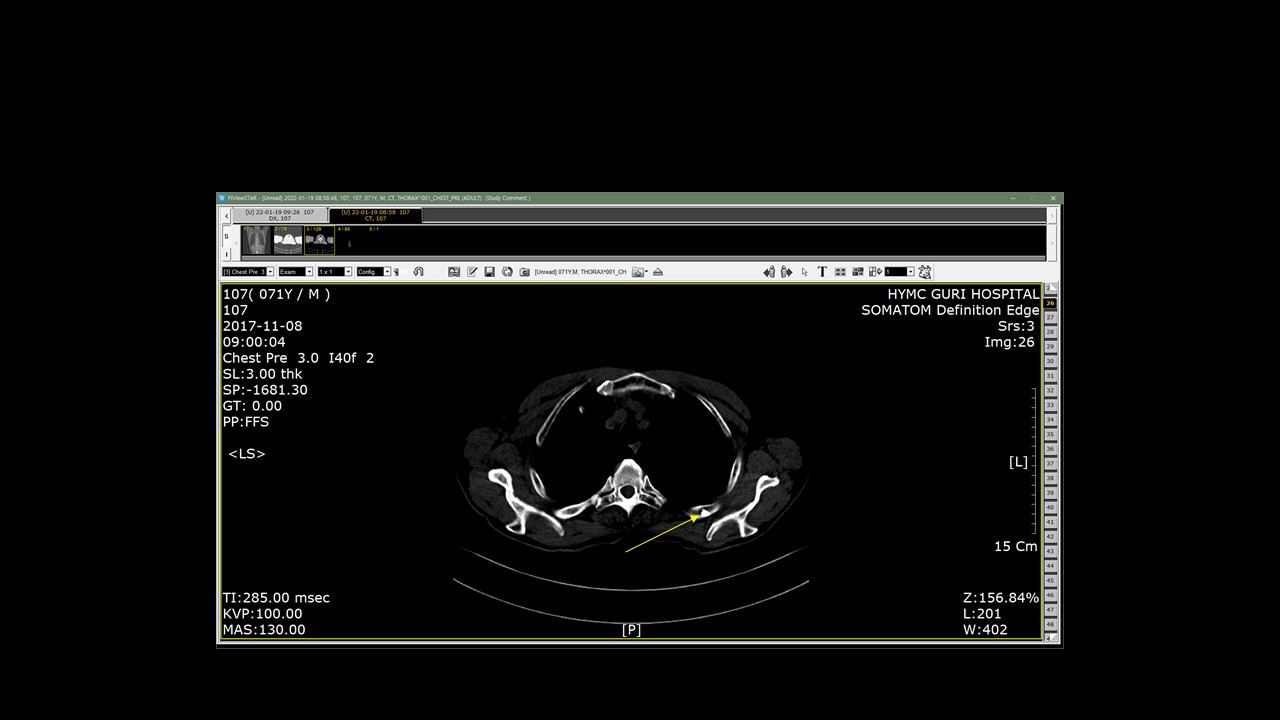 PiViewSTAR - [Unread] 2022-01-19 08:58:48, 107, 107, 071Y, M, CT, THORAX^001_CHEST_PRE (ADULT) (Study Comment: )
[U] 22-01-19 09:26 107
DX, 107
[U] 22-01-19 08:58 107
CT, 107
S
I
3 / 129
4 / 60
5 / 1
[3] Chest Pre 3
Exam
1 x 1
Config.
[Unread] 071Y,M, THORAX^001_CH
T
1
107( 071Y / M )
107
2017-11-08
09:00:04
Chest Pre 3.0 I40f 2
SL:3.00 thk
SP:-1681.30
GT: 0.00
PP:FFS
<LS>
HYMC GURI HOSPITAL
SOMATOM Definition Edge
Srs:3
Img:26
[L]
15 Cm
TI:285.00 msec
KVP:100.00
MAS:130.00
[P]
Z:156.84%
L:201
W:402
26
27
28
29
30
31
32
33
34
35
36
37
38
39
40
41
42
43
44
45
46
47
48